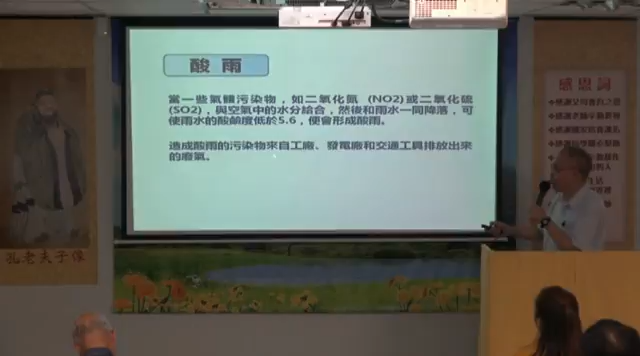 酸雨
當一些氣體污染物，如二氧化氮 (NO2)或二氧化硫
(SO2)，與空氣中的水分結合，然後和雨水一同降落，可
使雨水的酸鹼度低於5.6，便會形成酸雨。
造成酸雨的污染物來自工廠、發電廠和交通工具排放出來
的廢氣。
孔老夫子像
感恩詞